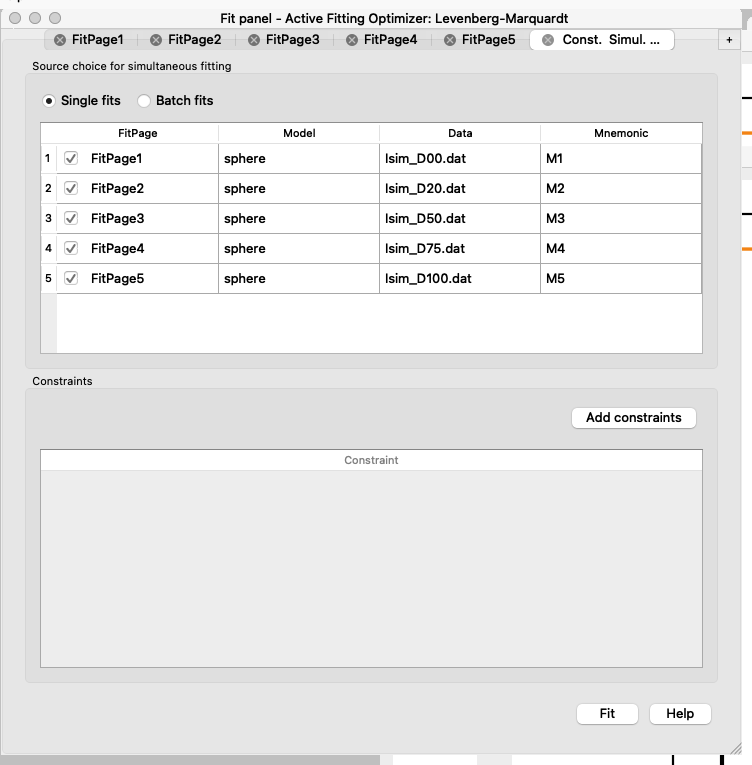 Fit panel - Active Fitting Optimizer: Levenberg-Marquardt
FitPage1 FitPage2 FitPage3 FitPage4 FitPage5 Const. Simul. ... +
Source choice for simultaneous fitting
Single fits Batch fits
FitPage Model Data Mnemonic
1 FitPage1 sphere Isim_D00.dat M1
2 FitPage2 sphere Isim_D20.dat M2
3 FitPage3 sphere Isim_D50.dat M3
4 FitPage4 sphere Isim_D75.dat M4
5 FitPage5 sphere Isim_D100.dat M5
Constraints
Add constraints
Constraint
Fit Help